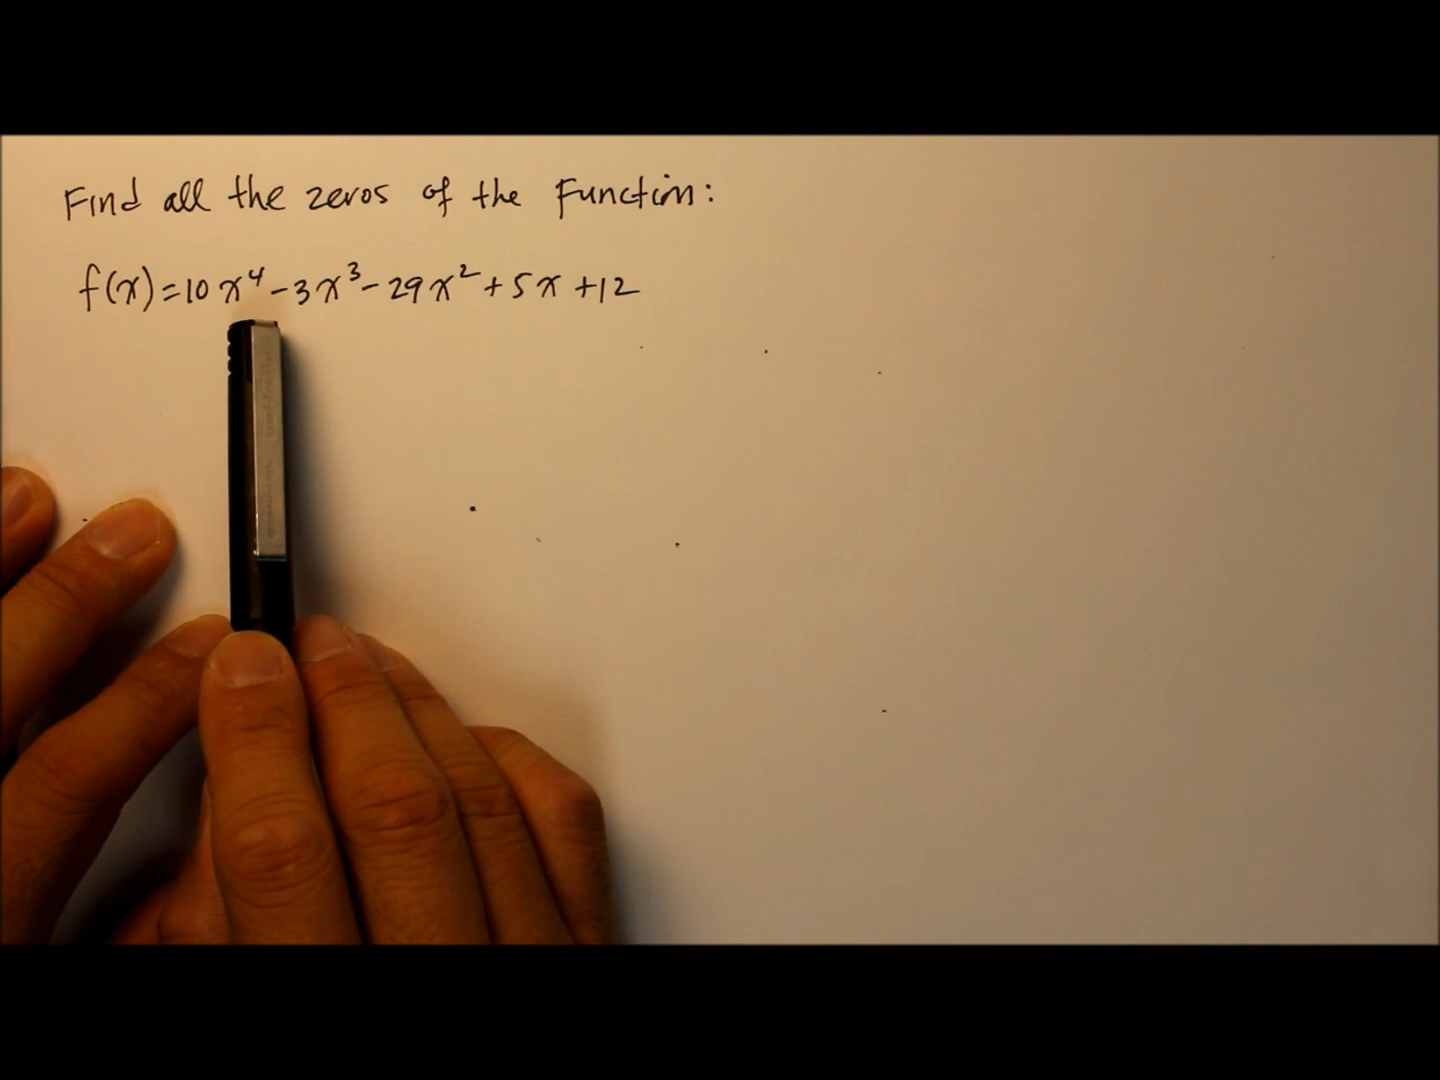 Find all the zeros of the Function:
f(x)=10x⁴-3x³-29x²+5x+12